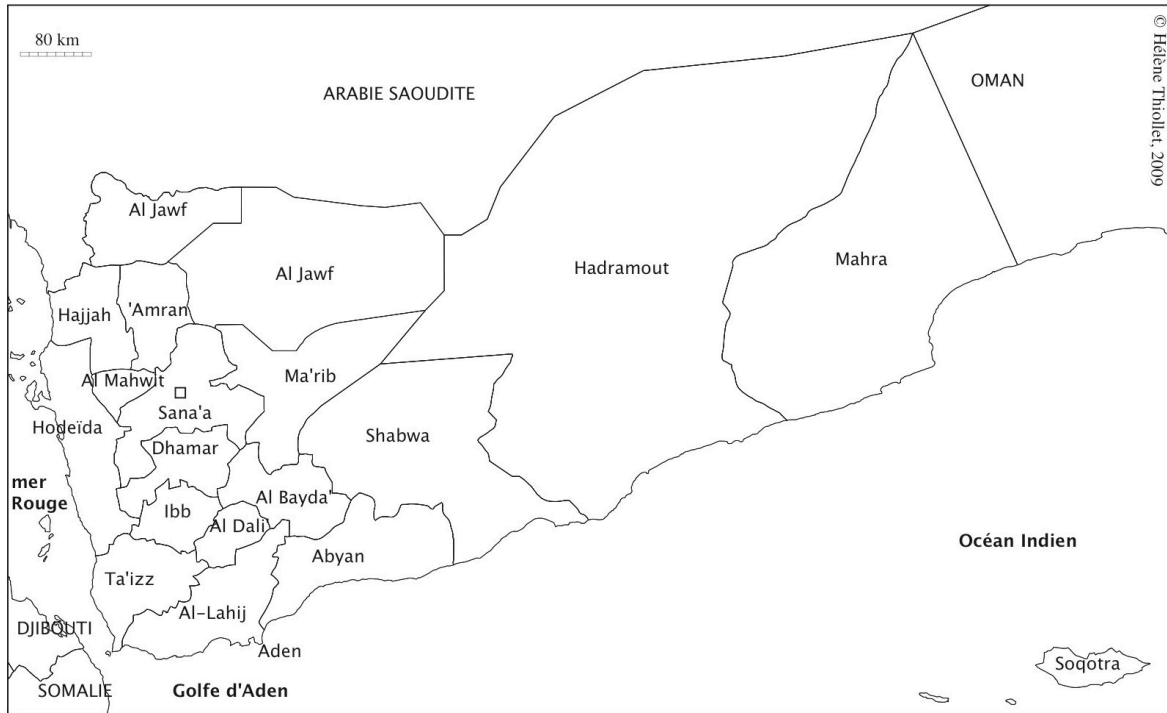 80 km
© Hélène Thiollet, 2009
ARABIE SAOUDITE
OMAN
Al Jawf
Al Jawf
Hadramout
Mahra
Hajjah
'Amran
Al Mahwit
Ma'rib
Sana'a
Hodeïda
Dhamar
Shabwa
mer
Rouge
Al Bayda'
Ibb
Al Dali'
Abyan
Océan Indien
Ta'izz
Al-Lahij
DJIBOUTI
Aden
Soqotra
SOMALIE
Golfe d'Aden